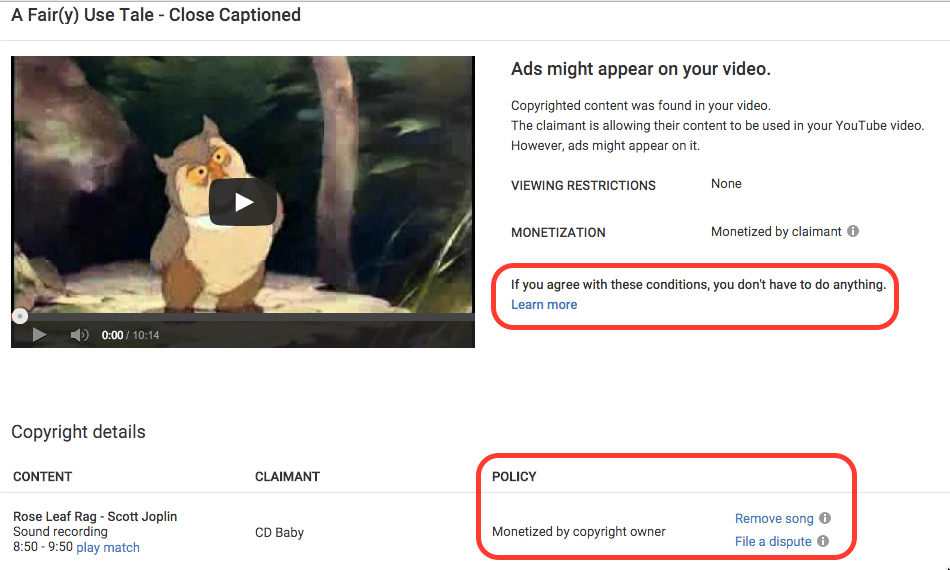 A Fair(y) Use Tale - Close Captioned
Ads might appear on your video.
Copyrighted content was found in your video.
The claimant is allowing their content to be used in your YouTube video.
However, ads might appear on it.
VIEWING RESTRICTIONS None
MONETIZATION Monetized by claimant
If you agree with these conditions, you don't have to do anything.
Learn more
0:00 / 10:14
Copyright details
CONTENT CLAIMANT POLICY
Rose Leaf Rag - Scott Joplin
Sound recording
8:50 - 9:50 play match
CD Baby
Monetized by copyright owner
Remove song
File a dispute